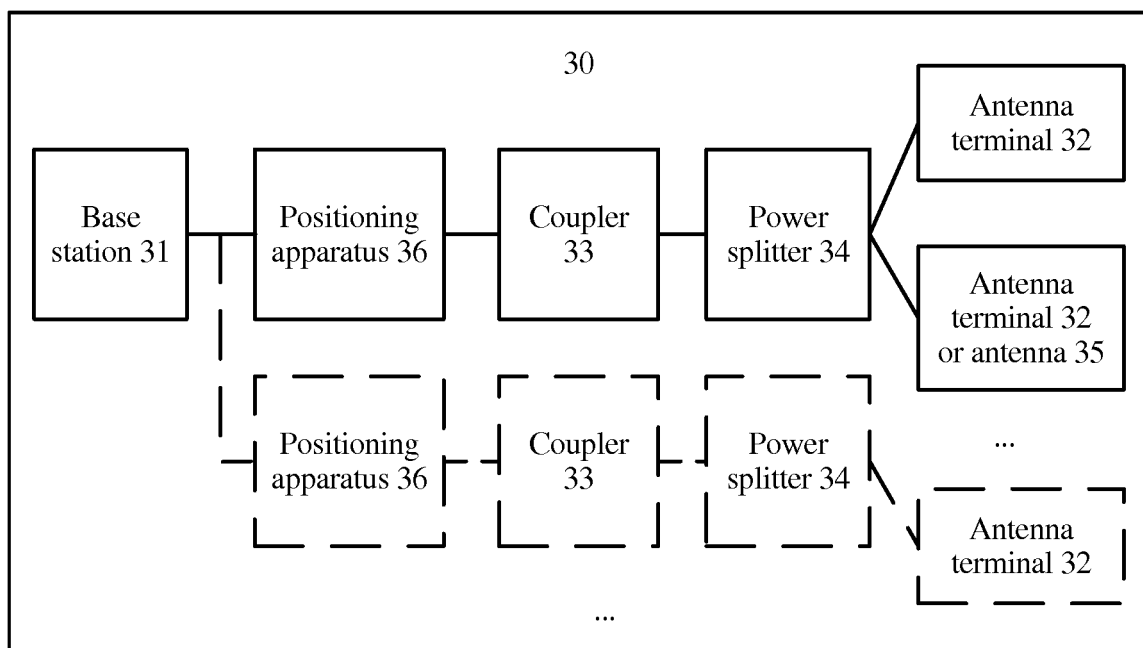 30
Antenna
terminal 32
Base
station 31
Positioning
apparatus 36
Coupler
33
Power
splitter 34
Antenna
terminal 32
or antenna 35
...
Positioning
apparatus 36
Coupler
33
Power
splitter 34
Antenna
terminal 32
...